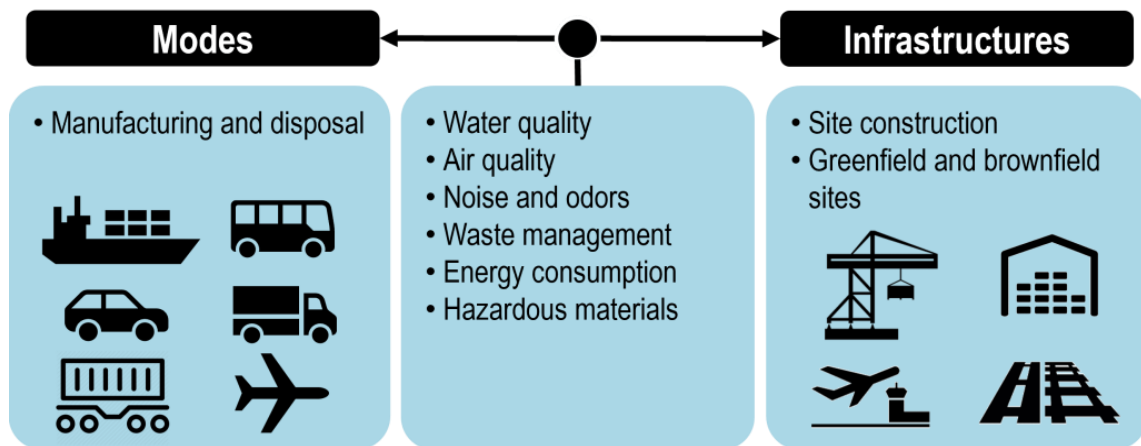 Modes
Infrastructures
• Manufacturing and disposal
• Water quality
• Air quality
• Noise and odors
• Waste management
• Energy consumption
• Hazardous materials
• Site construction
• Greenfield and brownfield
sites